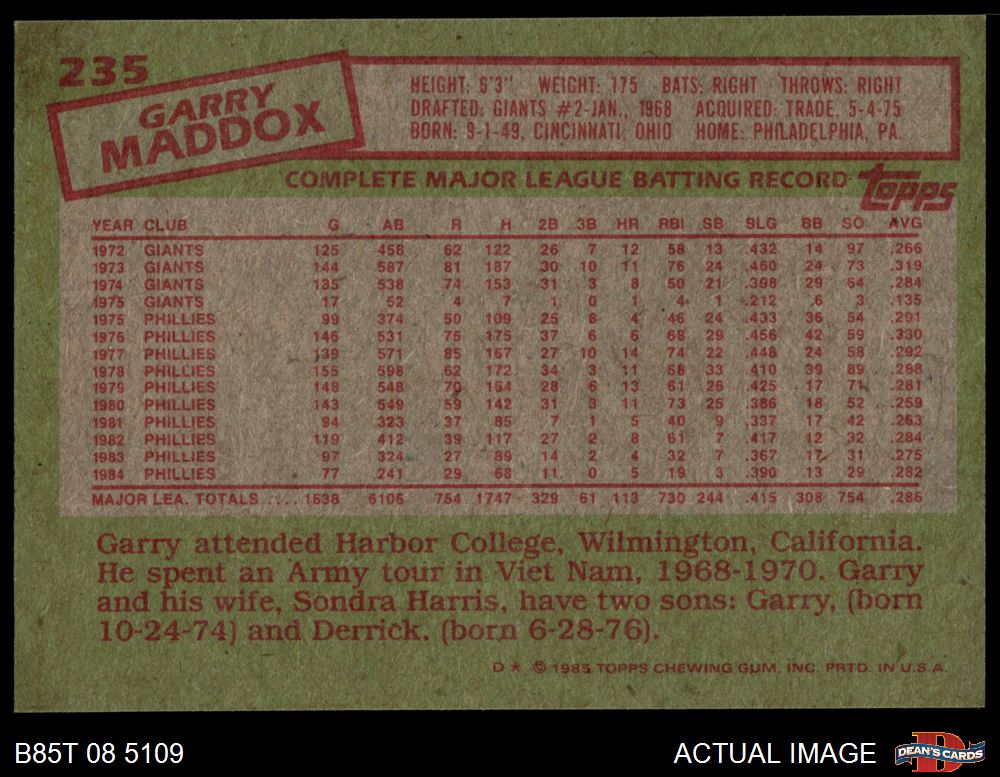 235
GARRY
MADDOX
HEIGHT: 6'3" WEIGHT: 175 BATS: RIGHT THROWS: RIGHT
DRAFTED: GIANTS #2-JAN., 1968 ACQUIRED: TRADE, 5-4-75
BORN: 9-1-49, CINCINNATI, OHIO HOME: PHILADELPHIA, PA.
COMPLETE MAJOR LEAGUE BATTING RECORD topps
YEAR CLUB G AB R H 2B 3B HR RBI SB SLG BB SO AVG
1972 GIANTS 125 458 62 122 26 7 12 58 13 .432 14 97 .266
1973 GIANTS 144 587 81 187 30 10 11 76 24 .460 24 73 .319
1974 GIANTS 135 538 74 153 31 3 8 50 21 .398 29 64 .284
1975 GIANTS 17 52 4 7 1 0 1 4 1 .212 6 3 .135
1975 PHILLIES 99 374 50 109 25 8 4 46 24 .433 36 54 .291
1976 PHILLIES 146 531 75 175 37 6 6 68 29 .456 42 59 .330
1977 PHILLIES 139 571 85 167 27 10 14 74 22 .448 24 58 .292
1978 PHILLIES 155 598 62 172 34 3 11 68 33 .410 39 89 .288
1979 PHILLIES 148 548 70 154 28 6 13 61 26 .425 17 71 .281
1980 PHILLIES 143 549 59 142 31 3 11 73 25 .386 18 52 .259
1981 PHILLIES 94 323 37 85 7 1 5 40 9 .337 17 42 .263
1982 PHILLIES 119 412 39 117 27 2 8 61 7 .417 12 32 .284
1983 PHILLIES 97 324 27 89 14 2 4 32 7 .367 17 31 .275
1984 PHILLIES 77 241 29 68 11 0 5 19 3 .390 13 29 .282
MAJOR LEA. TOTALS .... 1638 6106 754 1747 329 61 113 730 244 .415 308 754 .286
Garry attended Harbor College, Wilmington, California.
He spent an Army tour in Viet Nam, 1968-1970. Garry
and his wife, Sondra Harris, have two sons: Garry, (born
10-24-74) and Derrick, (born 6-28-76).
D * © 1985 TOPPS CHEWING GUM, INC. PRTD. IN U.S.A.
B85T 08 5109 ACTUAL IMAGE DEAN'S CARDS